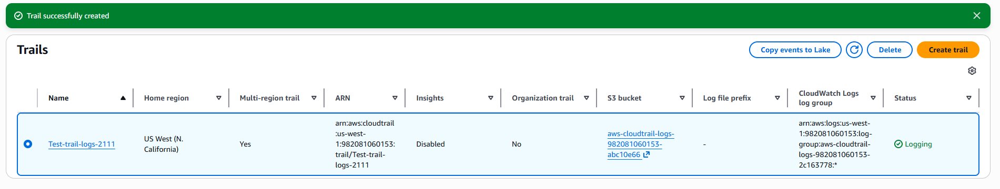 Trail successfully created
Trails
Copy events to Lake
Delete
Create trail
Name
Home region
Multi-region trail
ARN
Insights
Organization trail
S3 bucket
Log file prefix
CloudWatch Logs
log group
Status
Test-trail-logs-2111
US West (N.
California)
Yes
arn:aws:cloudtrail
:us-west-
1:982081060153:
trail/Test-trail-
logs-2111
Disabled
No
aws-cloudtrail-logs-
982081060153-
abc10e66
-
arn:aws:logs:us-west-
1:982081060153:log-
group:aws-cloudtrail-
logs-982081060153-
2c163778:*
Logging